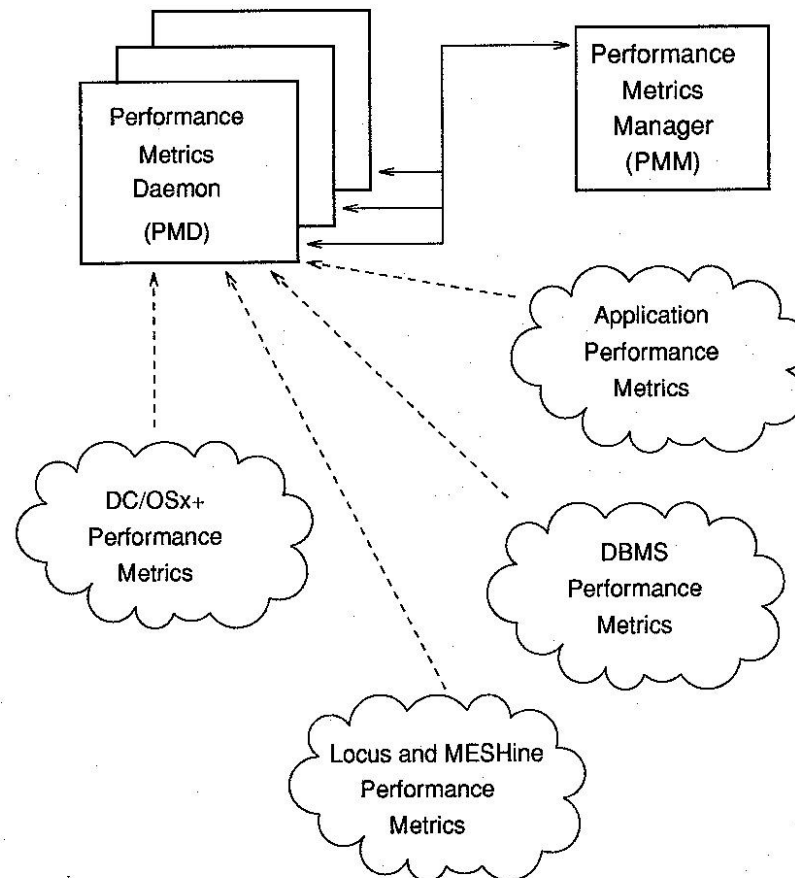 Performance
Metrics
Daemon
(PMD)
Performance
Metrics
Manager
(PMM)
Application
Performance
Metrics
DC/OSx+
Performance
Metrics
DBMS
Performance
Metrics
Locus and MESHine
Performance
Metrics